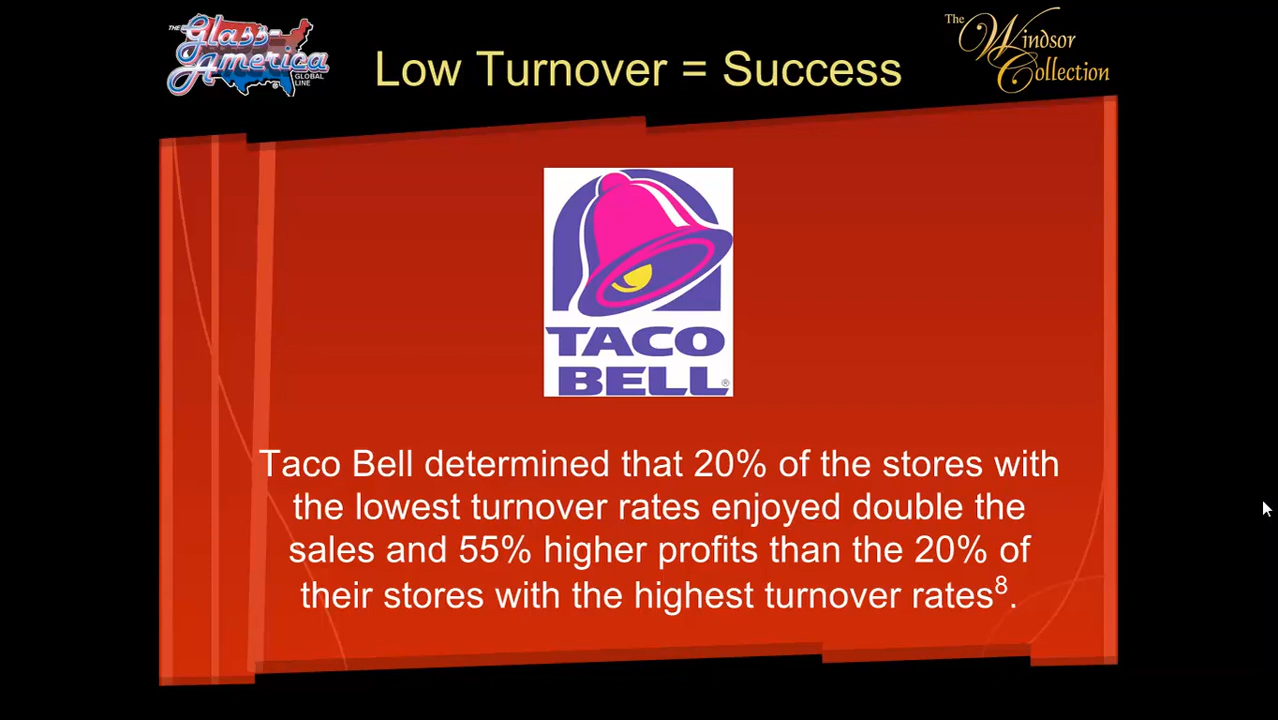 THE
Glass-
America
GLOBAL
LINE
®
Low Turnover = Success
The
Windsor
Collection
TACO
BELL®
Taco Bell determined that 20% of the stores with
the lowest turnover rates enjoyed double the
sales and 55% higher profits than the 20% of
their stores with the highest turnover rates⁸.